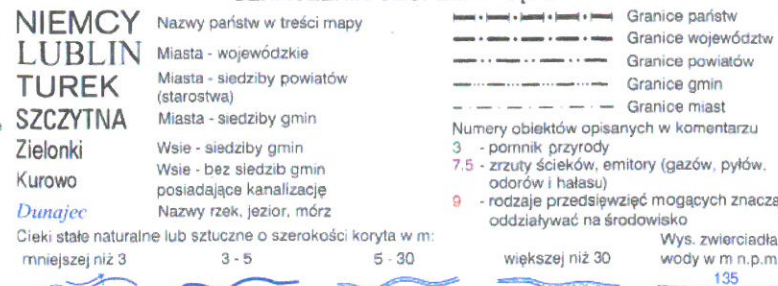 NIEMCY Nazwy państw w treści mapy
LUBLIN Miasta - wojewódzkie
TUREK Miasta - siedziby powiatów
(starostwa)
SZCZYTNA Miasta - siedziby gmin
Zielonki Wsie - siedziby gmin
Kurowo Wsie - bez siedzib gmin
posiadające kanalizację
Dunajec Nazwy rzek, jezior, mórz
Granice państw
Granice województw
Granice powiatów
Granice gmin
Granice miast
Numery obiektów opisanych w komentarzu
3 - pomnik przyrody
7.5 - zrzuty ścieków, emitory (gazów, pyłów,
odorów i hałasu)
9 - rodzaje przedsięwzięć mogących znacza
oddziaływać na środowisko
Cieki stałe naturalne lub sztuczne o szerokości koryta w m:
mniejszej niż 3 3 - 5 5 - 30 większej niż 30
Wys. zwierciadła
wody w m n.p.m
135